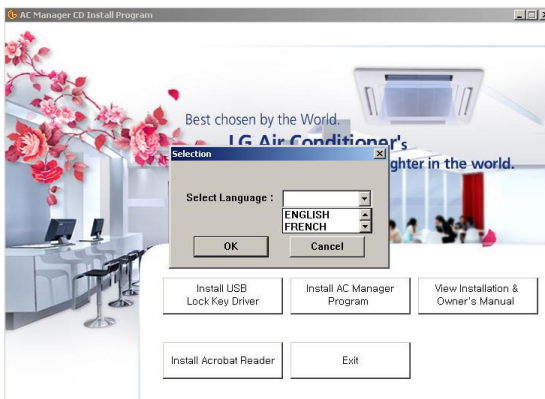 AC Manager CD Install Program
Best chosen by the World.
LG Air Conditioner's
ghter in the world.
Selection
Select Language :
ENGLISH
FRENCH
OK
Cancel
Install USB
Lock Key Driver
Install AC Manager
Program
View Installation &
Owner's Manual
Install Acrobat Reader
Exit